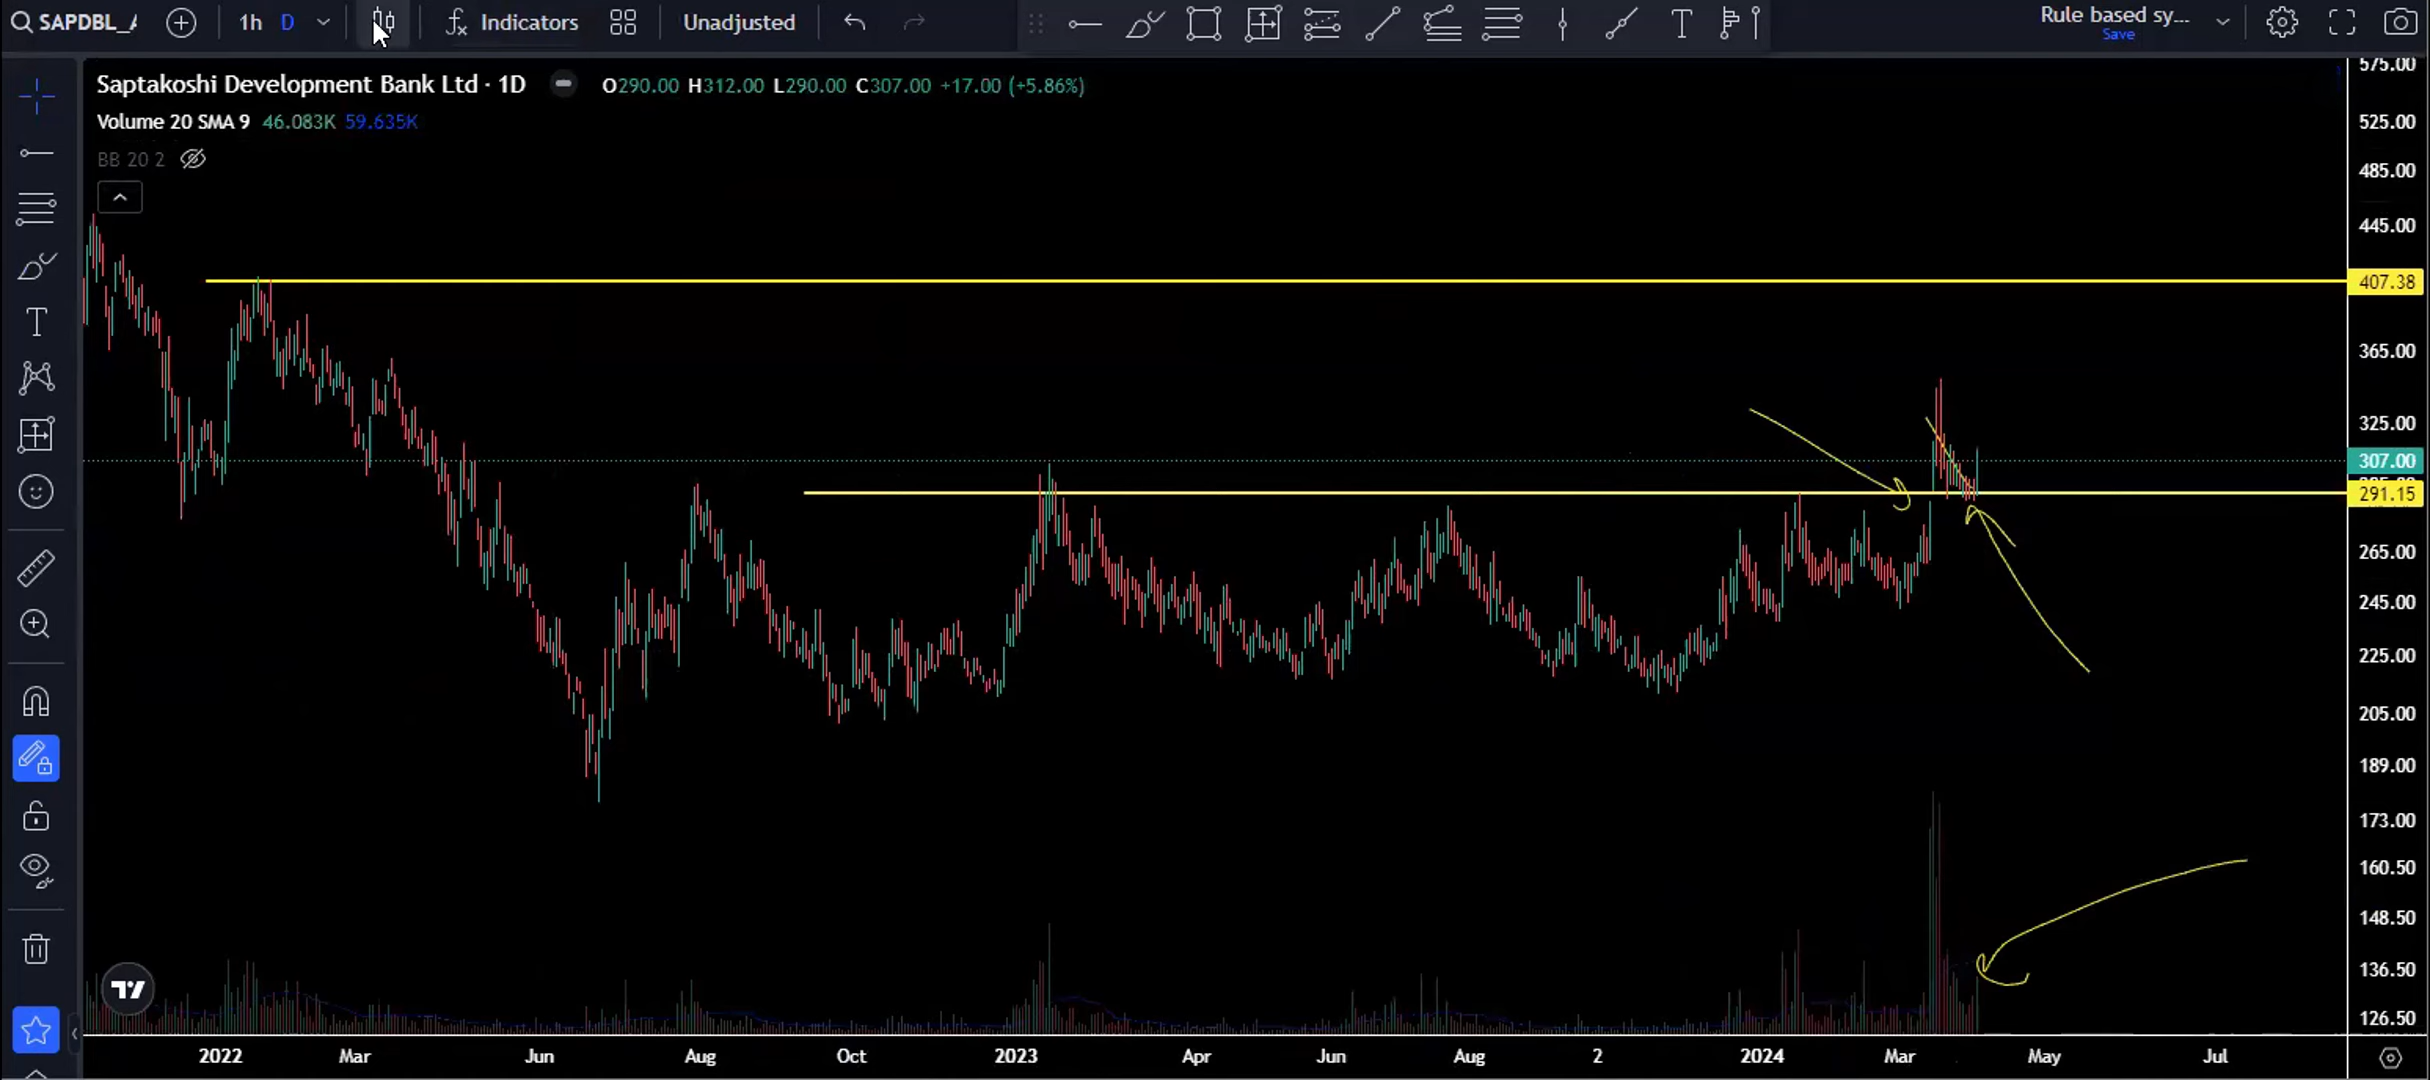 SAPDBL_A
1h D
Indicators
Unadjusted
Rule based sy...
Save
Saptakoshi Development Bank Ltd · 1D
O290.00 H312.00 L290.00 C307.00 +17.00 (+5.86%)
Volume 20 SMA 9 46.083K 59.635K
BB 20 2
575.00
525.00
485.00
445.00
407.38
365.00
325.00
307.00
291.15
265.00
245.00
225.00
205.00
189.00
173.00
160.50
148.50
136.50
126.50
2022 Mar Jun Aug Oct 2023 Apr Jun Aug 2 2024 Mar May Jul